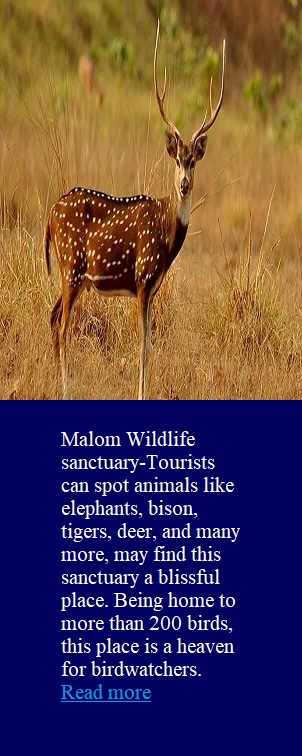 Malom Wildlife
sanctuary-Tourists
can spot animals like
elephants, bison,
tigers, deer, and many
more, may find this
sanctuary a blissful
place. Being home to
more than 200 birds,
this place is a heaven
for birdwatchers.
Read more